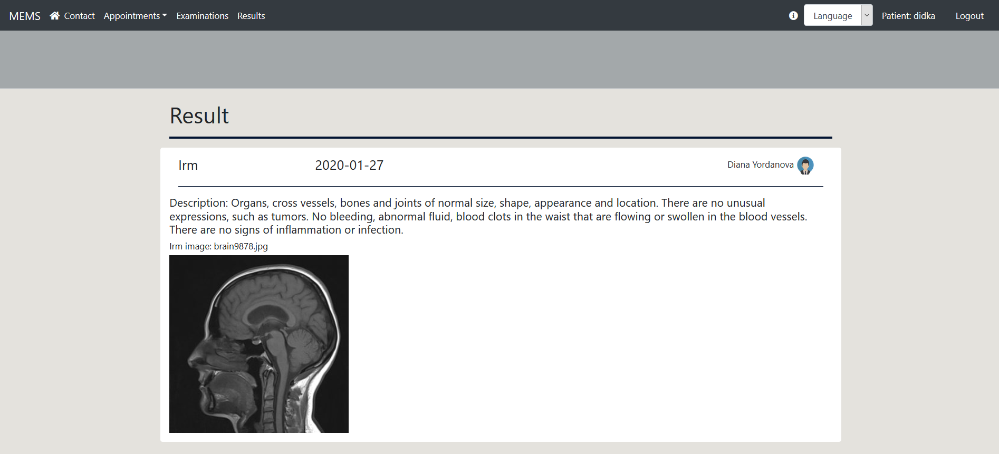 MEMS Contact Appointments Examinations Results Language Patient: didka Logout
Result
Irm 2020-01-27 Diana Yordanova
Description: Organs, cross vessels, bones and joints of normal size, shape, appearance and location. There are no unusual
expressions, such as tumors. No bleeding, abnormal fluid, blood clots in the waist that are flowing or swollen in the blood vessels.
There are no signs of inflammation or infection.
Irm image: brain9878.jpg